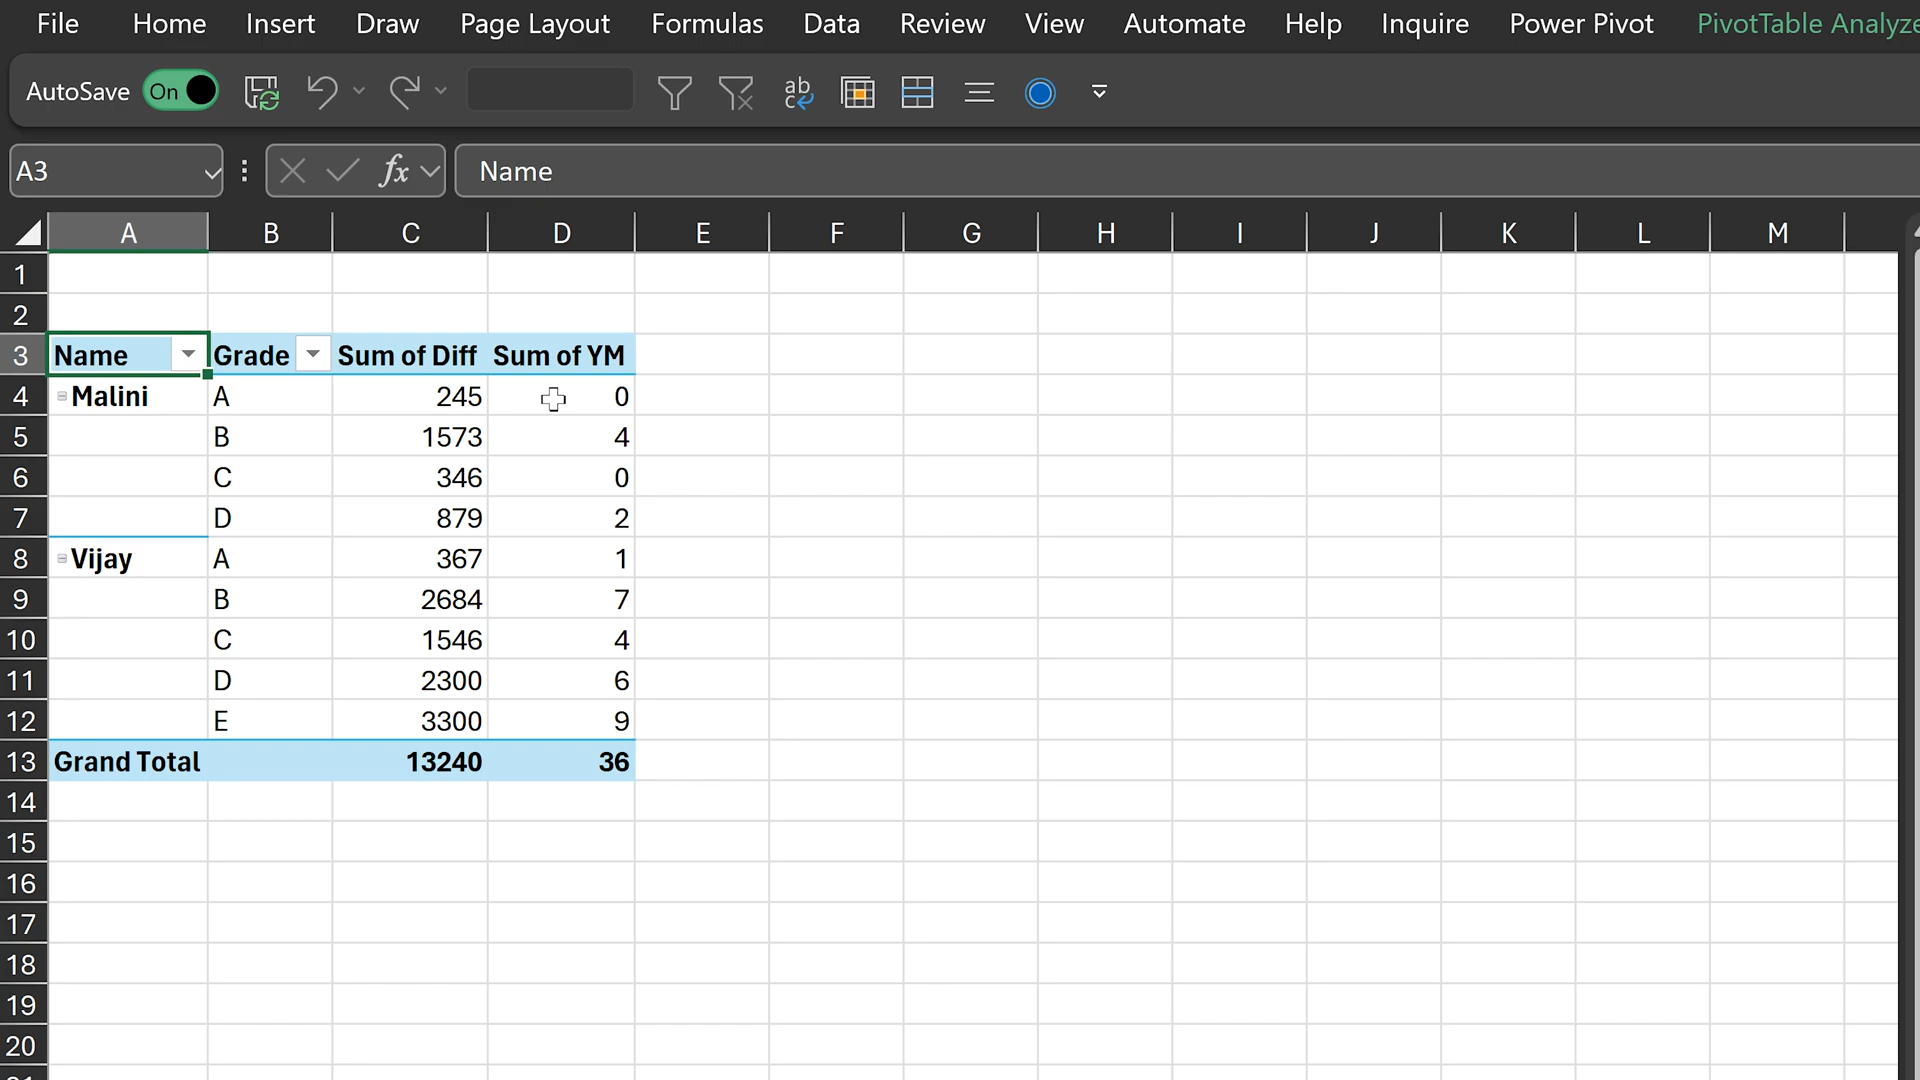 File Home Insert Draw Page Layout Formulas Data Review View Automate Help Inquire Power Pivot PivotTable Analyze
AutoSave On
A3 fx Name
A B C D E F G H I J K L M
1
2
3 Name Grade Sum of Diff Sum of YM
4 Malini A 245 0
5 B 1573 4
6 C 346 0
7 D 879 2
8 Vijay A 367 1
9 B 2684 7
10 C 1546 4
11 D 2300 6
12 E 3300 9
13 Grand Total 13240 36
14
15
16
17
18
19
20